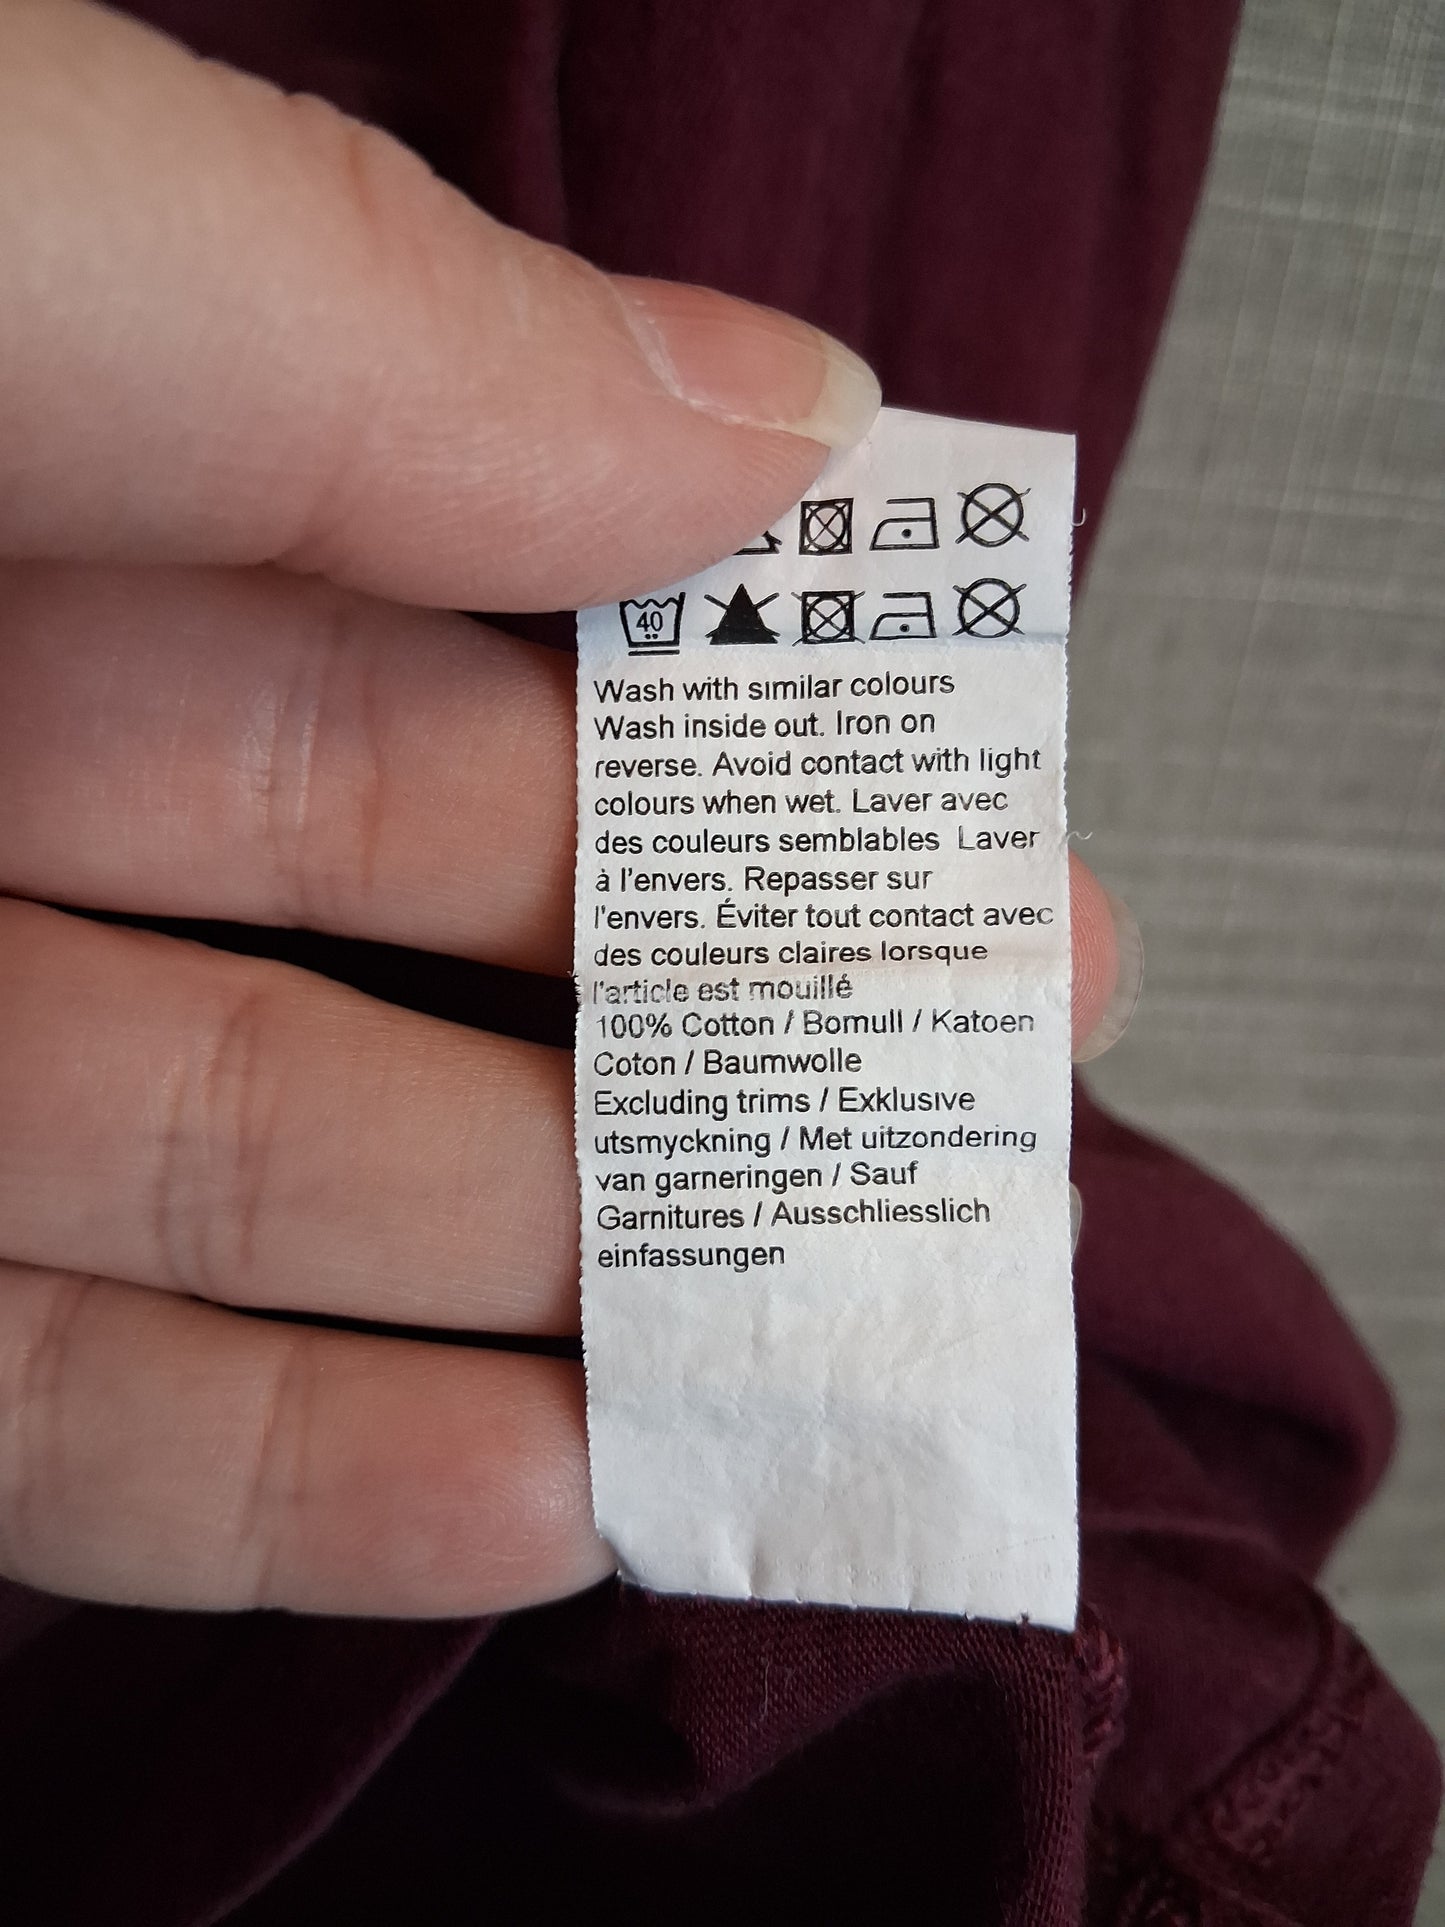 40
Wash with similar colours
Wash inside out. Iron on
reverse. Avoid contact with light
colours when wet. Laver avec
des couleurs semblables Laver
à l'envers. Repasser sur
l'envers. Éviter tout contact avec
des couleurs claires lorsque
l'article est mouillé
100% Cotton / Bomull / Katoen
Coton / Baumwolle
Excluding trims / Exklusive
utsmyckning / Met uitzondering
van garneringen / Sauf
Garnitures / Ausschliesslich
einfassungen